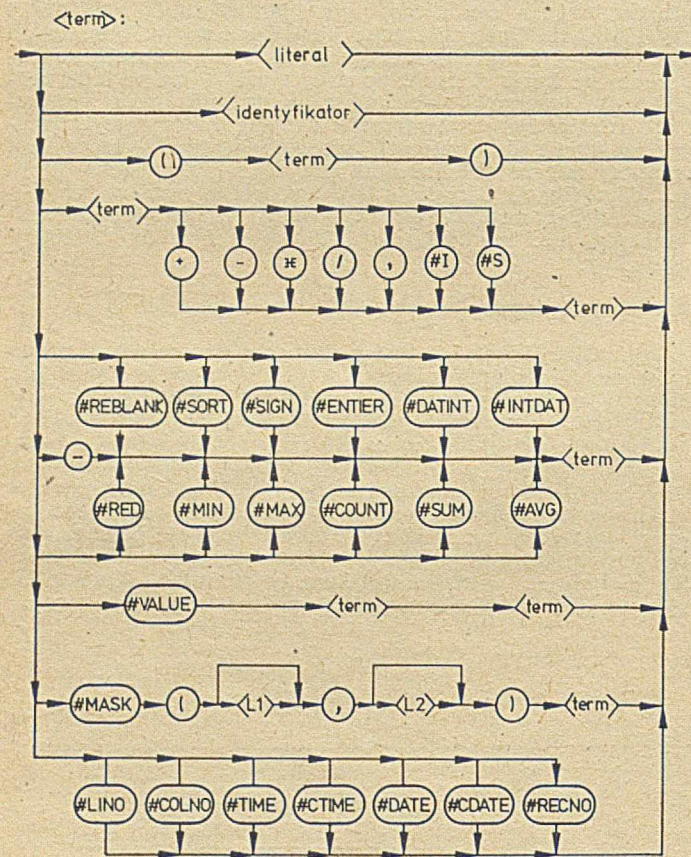 <term>:
<literal>
<identyfikator>
( <term> )
<term>
+ - * / , #I #S
<term>
#REBLANK #SORT #SIGN #ENTIER #DATINT #INTDAT
- <term>
#RED #MIN #MAX #COUNT #SUM #AVG
#VALUE <term> <term>
#MASK ( <L1> , <L2> ) <term>
#LINO #COLNO #TIME #CTIME #DATE #CDATE #RECNO